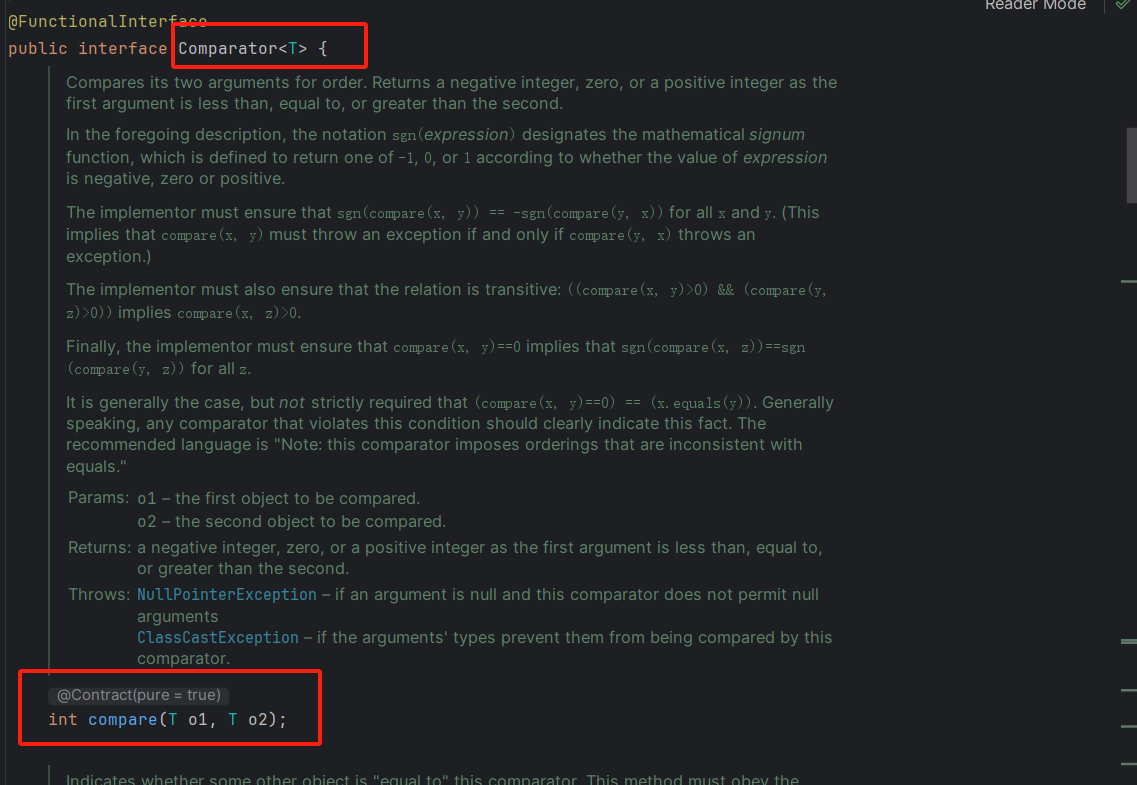 Reader Mode
@FunctionalInterface
public interface Comparator<T> {
Compares its two arguments for order. Returns a negative integer, zero, or a positive integer as the
first argument is less than, equal to, or greater than the second.
In the foregoing description, the notation sgn(expression) designates the mathematical signum
function, which is defined to return one of -1, 0, or 1 according to whether the value of expression
is negative, zero or positive.
The implementor must ensure that sgn(compare(x, y)) == -sgn(compare(y, x)) for all x and y. (This
implies that compare(x, y) must throw an exception if and only if compare(y, x) throws an
exception.)
The implementor must also ensure that the relation is transitive: ((compare(x, y)>0) && (compare(y,
z)>0)) implies compare(x, z)>0.
Finally, the implementor must ensure that compare(x, y)==0 implies that sgn(compare(x, z))==sgn
(compare(y, z)) for all z.
It is generally the case, but not strictly required that (compare(x, y)==0) == (x.equals(y)). Generally
speaking, any comparator that violates this condition should clearly indicate this fact. The
recommended language is "Note: this comparator imposes orderings that are inconsistent with
equals."
Params: o1 – the first object to be compared.
o2 – the second object to be compared.
Returns: a negative integer, zero, or a positive integer as the first argument is less than, equal to,
or greater than the second.
Throws: NullPointerException – if an argument is null and this comparator does not permit null
arguments
ClassCastException – if the arguments' types prevent them from being compared by this
comparator.
@Contract(pure = true)
int compare(T o1, T o2);
Indicates whether some other object is "equal to" this comparator. This method must obey the